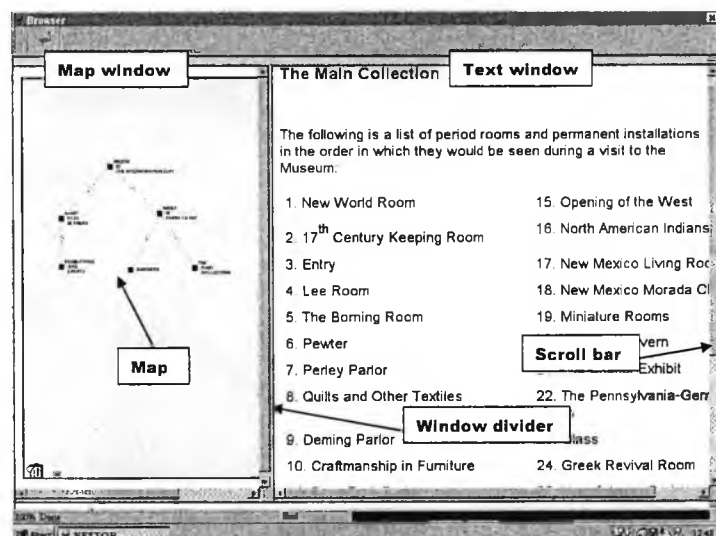 Browser
Map window
Text window
The Main Collection
The following is a list of period rooms and permanent installations
in the order in which they would be seen during a visit to the
Museum:
1. New World Room
2. 17th Century Keeping Room
3. Entry
4. Lee Room
5. The Borning Room
6. Pewter
7. Perley Parlor
8. Quilts and Other Textiles
9. Deming Parlor
10. Craftmanship in Furniture
15. Opening of the West
16. North American Indians
17. New Mexico Living Roo
18. New Mexico Morada Ch
19. Miniature Rooms
vern
Exhibit
22. The Pennsylvania-Germ
lass
24. Greek Revival Room
Map
Scroll bar
Window divider